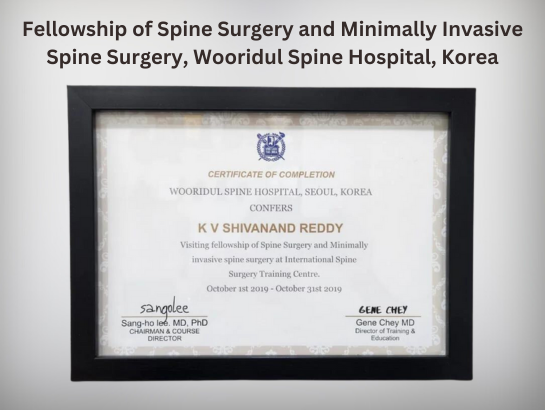 Fellowship of Spine Surgery and Minimally Invasive
Spine Surgery, Wooridul Spine Hospital, Korea
CERTIFICATE OF COMPLETION
WOORIDUL SPINE HOSPITAL, SEOUL, KOREA
CONFERS
K V SHIVANAND REDDY
Visiting fellowship of Spine Surgery and Minimally
invasive spine surgery at International Spine
Surgery Training Centre.
October 1st 2019 - October 31st 2019
sangolee
Sang-ho lee. MD, PhD
CHAIRMAN & COURSE
DIRECTOR
GENE CHEY
Gene Chey MD
Director of Training &
Education